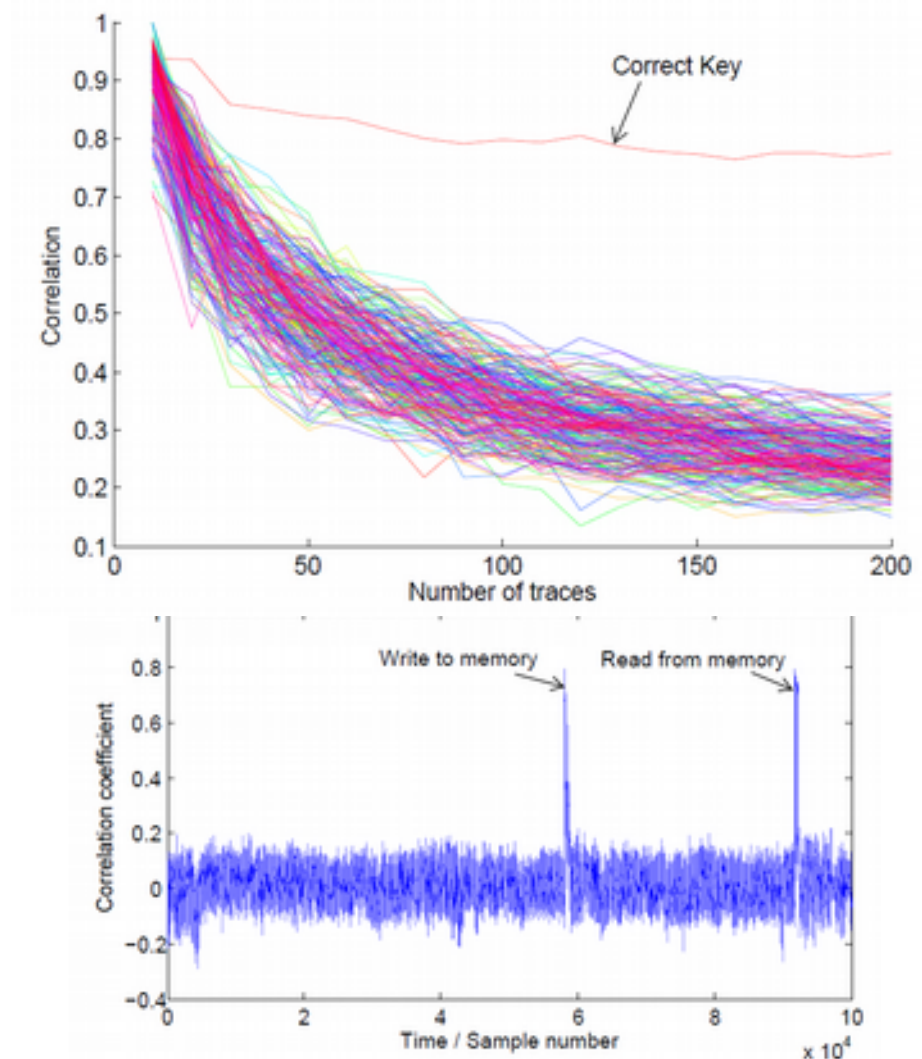 1
0.9
Correct Key
0.8
0.7
0.6
Correlation
0.5
0.4
0.3
0.2
0.1
0 50 100 150 200
Number of traces
Write to memory Read from memory
0.8
0.6
Correlation coefficient
0.4
0.2
0
−0.2
−0.4
0 2 4 6 8 10
Time / Sample number
x 10⁴